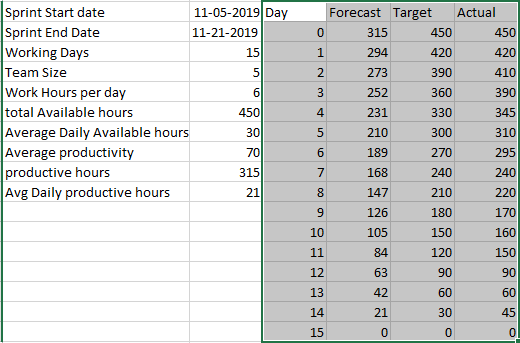 Sprint Start date 11-05-2019 Day Forecast Target Actual
Sprint End Date 11-21-2019 0 315 450 450
Working Days 15 1 294 420 420
Team Size 5 2 273 390 410
Work Hours per day 6 3 252 360 390
total Available hours 450 4 231 330 345
Average Daily Available hours 30 5 210 300 310
Average productivity 70 6 189 270 295
productive hours 315 7 168 240 240
Avg Daily productive hours 21 8 147 210 220
9 126 180 170
10 105 150 160
11 84 120 150
12 63 90 90
13 42 60 60
14 21 30 45
15 0 0 0